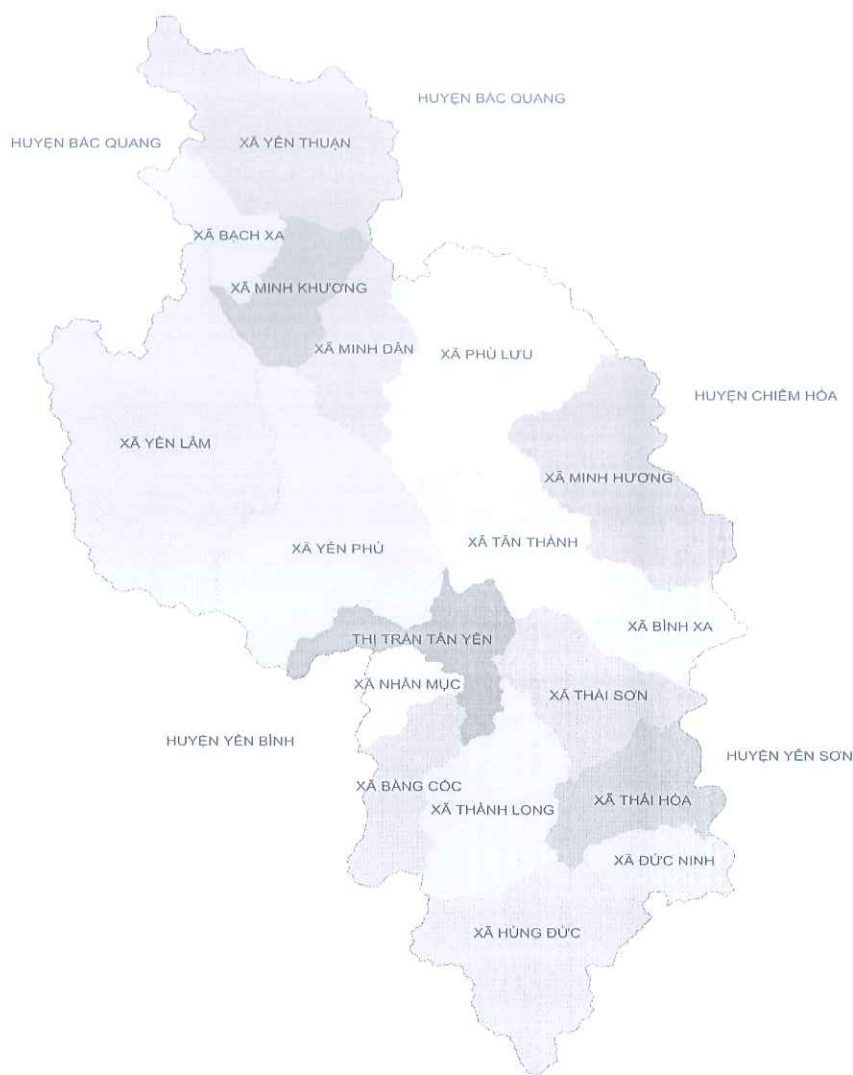 HUYỆN BẮC QUANG
HUYỆN BẮC QUANG
XÃ YÊN THUẬN
XÃ BẠCH XA
XÃ MINH KHƯƠNG
XÃ MINH DÂN
XÃ PHÙ LƯU
HUYỆN CHIÊM HÓA
XÃ YÊN LÂM
XÃ MINH HƯƠNG
XÃ YÊN PHÚ
XÃ TÂN THÀNH
XÃ BÌNH XA
THỊ TRẤN TÂN YÊN
XÃ NHÂN MỤC
XÃ THÁI SƠN
HUYỆN YÊN BÌNH
HUYỆN YÊN SƠN
XÃ BẰNG CỐC
XÃ THÀNH LONG
XÃ THÁI HÒA
XÃ ĐỨC NINH
XÃ HÙNG ĐỨC